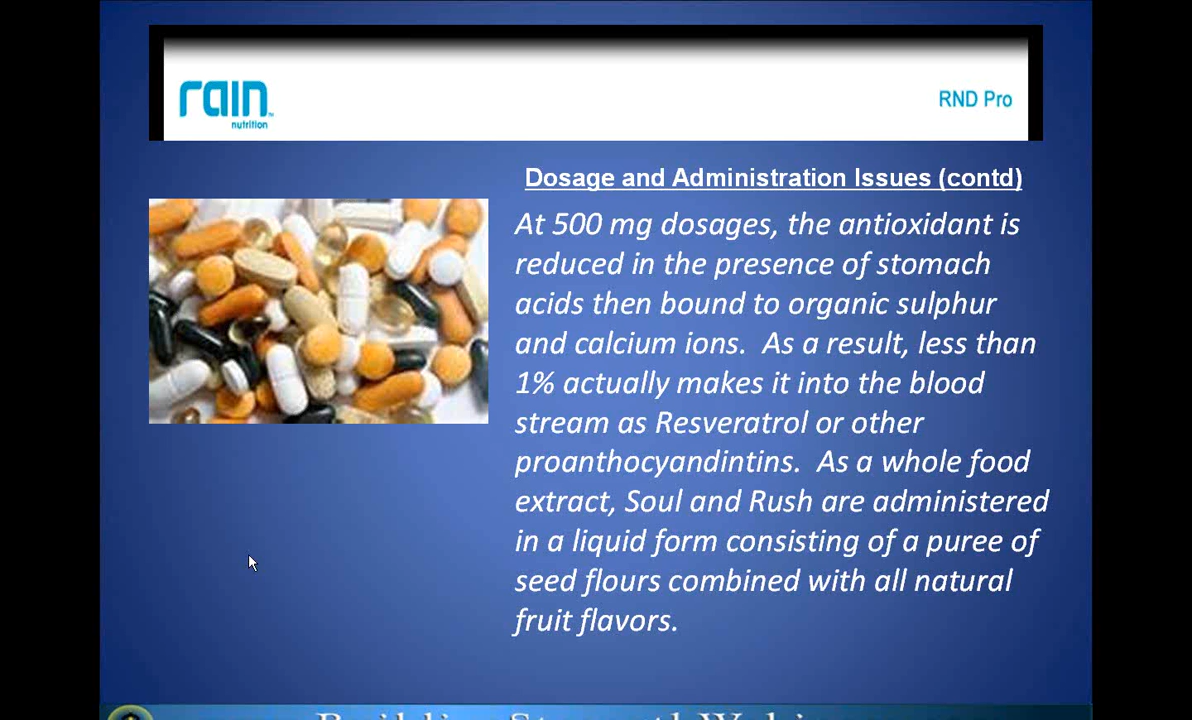 rain
nutrition
RND Pro
Dosage and Administration Issues (contd)
At 500 mg dosages, the antioxidant is
reduced in the presence of stomach
acids then bound to organic sulphur
and calcium ions. As a result, less than
1% actually makes it into the blood
stream as Resveratrol or other
proanthocyandintins. As a whole food
extract, Soul and Rush are administered
in a liquid form consisting of a puree of
seed flours combined with all natural
fruit flavors.